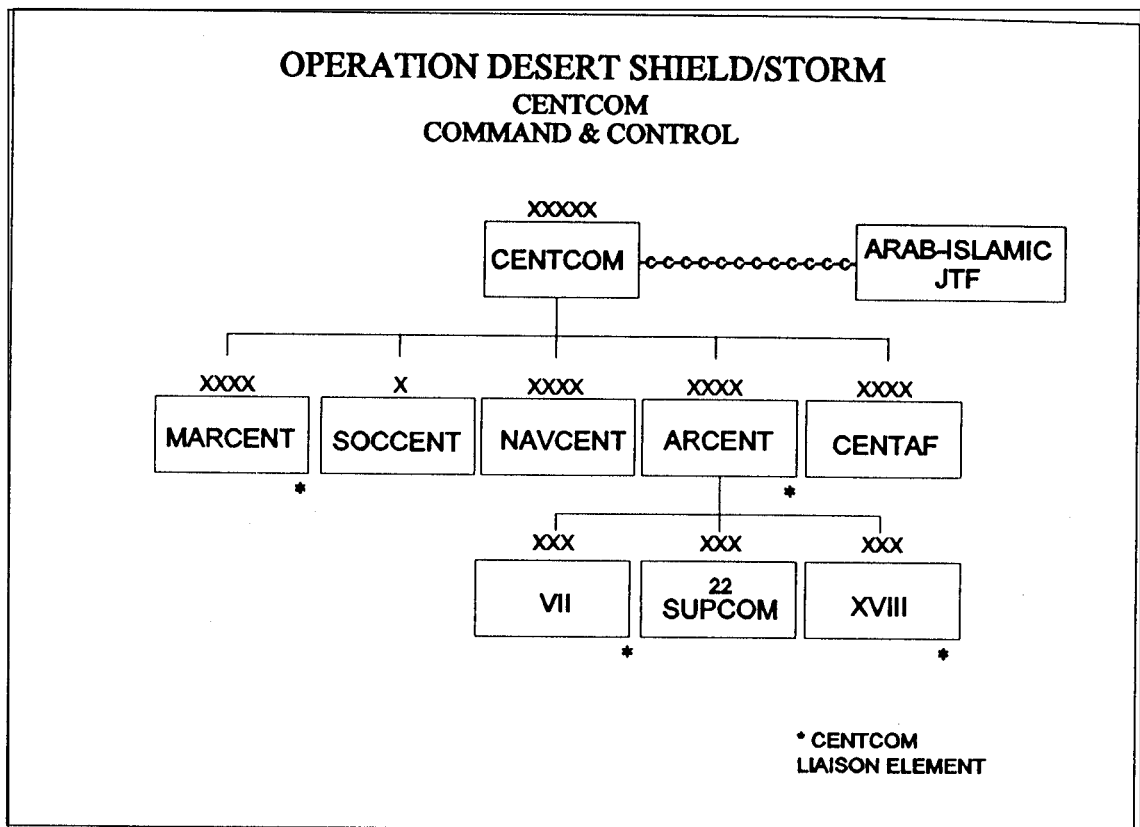 OPERATION DESERT SHIELD/STORM
CENTCOM
COMMAND & CONTROL
XXXXX
CENTCOM
-c-c-c-c-c-c-c-c-c-c-c-c-
ARAB-ISLAMIC
JTF
XXXX
X
XXXX
XXXX
XXXX
MARCENT
SOCCENT
NAVCENT
ARCENT
CENTAF
*
*
XXX
XXX
XXX
VII
22
SUPCOM
XVIII
*
*
* CENTCOM
LIAISON ELEMENT